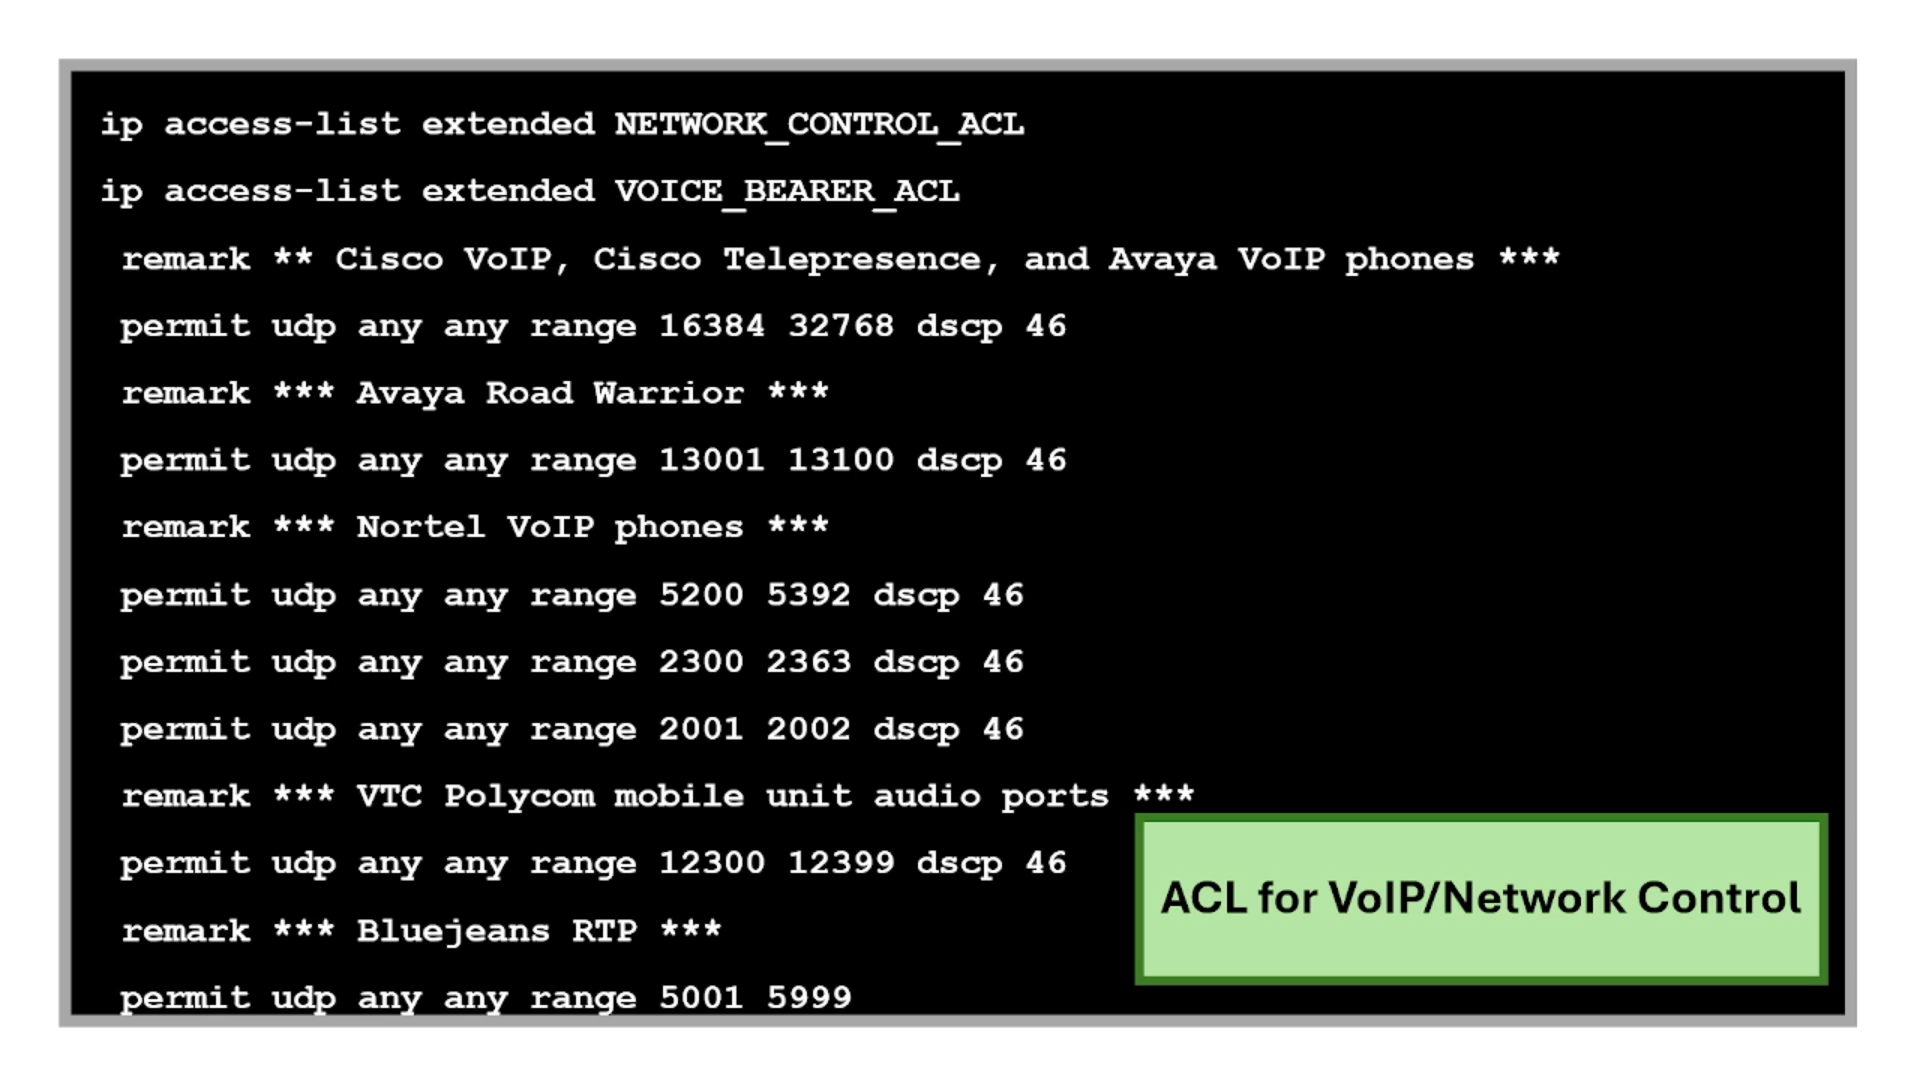 ip access-list extended NETWORK_CONTROL_ACL
ip access-list extended VOICE_BEARER_ACL
remark ** Cisco VoIP, Cisco Telepresence, and Avaya VoIP phones ***
permit udp any any range 16384 32768 dscp 46
remark *** Avaya Road Warrior ***
permit udp any any range 13001 13100 dscp 46
remark *** Nortel VoIP phones ***
permit udp any any range 5200 5392 dscp 46
permit udp any any range 2300 2363 dscp 46
permit udp any any range 2001 2002 dscp 46
remark *** VTC Polycom mobile unit audio ports ***
permit udp any any range 12300 12399 dscp 46
remark *** Bluejeans RTP ***
permit udp any any range 5001 5999
ACL for VoIP/Network Control